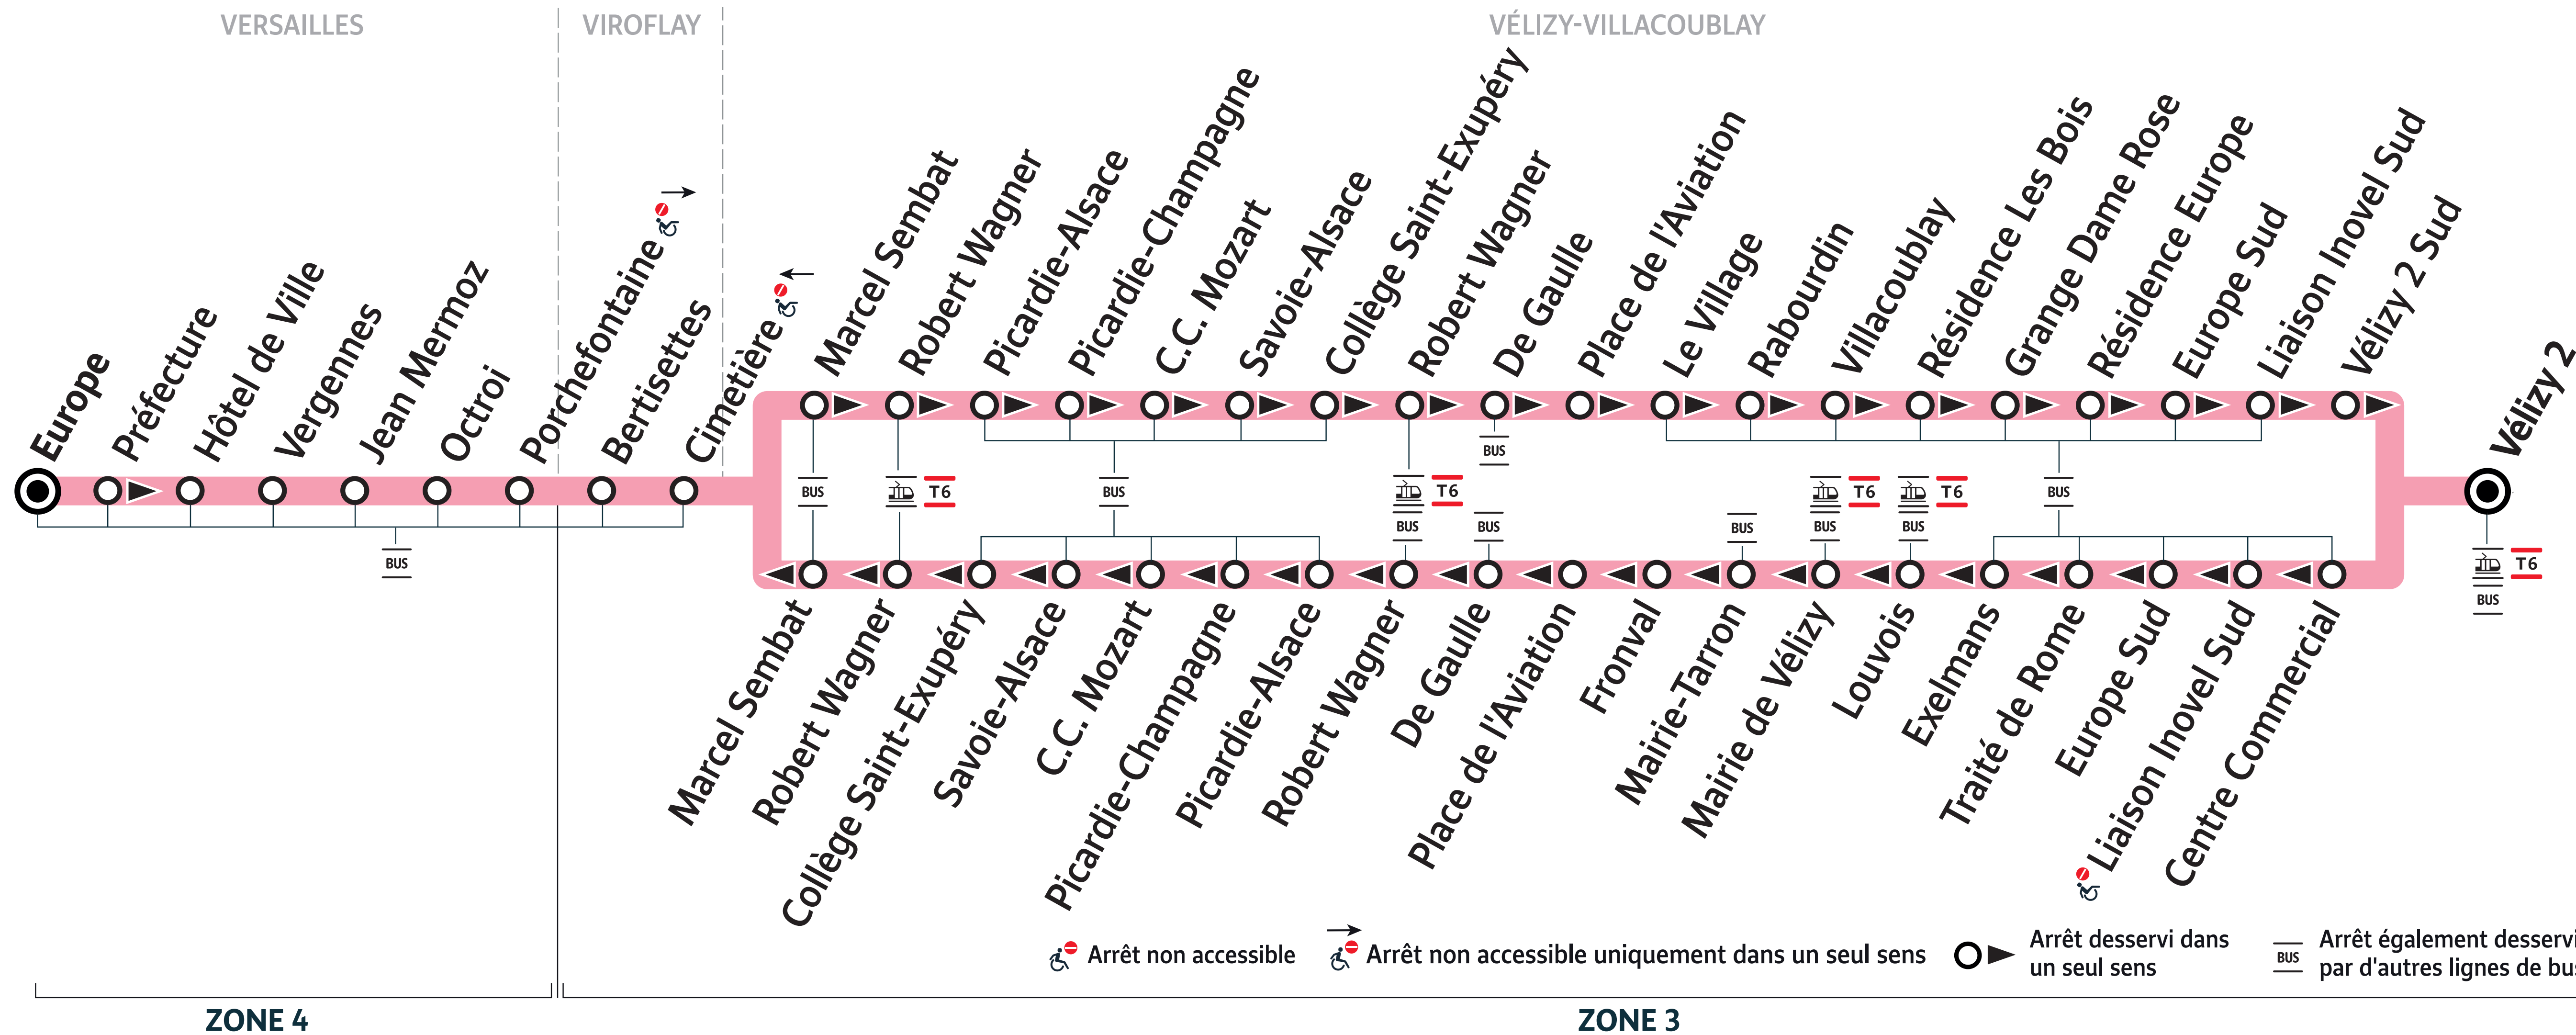 VERSAILLES
VIROFLAY
VÉLIZY-VILLACOUBLAY
Europe
Préfecture
Hôtel de Ville
Vergennes
Jean Mermoz
Octroi
Porchefontaine
Bertisettes
Cimetière
Marcel Sembat
Robert Wagner
Picardie-Alsace
Picardie-Champagne
C.C. Mozart
Savoie-Alsace
Collège Saint-Exupéry
Robert Wagner
De Gaulle
Place de l'Aviation
Le Village
Rabourdin
Villacoublay
Résidence Les Bois
Grange Dame Rose
Résidence Europe
Europe Sud
Liaison Inovel Sud
Vélizy 2 Sud
Vélizy 2
BUS
BUS
T6
BUS
T6
BUS
BUS
BUS
BUS
T6
BUS
T6
BUS
BUS
BUS
T6
BUS
Marcel Sembat
Robert Wagner
Collège Saint-Exupéry
Savoie-Alsace
C.C. Mozart
Picardie-Champagne
Picardie-Alsace
Robert Wagner
De Gaulle
Place de l'Aviation
Fronval
Mairie-Tarron
Mairie de Vélizy
Louvois
Exelmans
Traité de Rome
Europe Sud
Liaison Inovel Sud
Centre Commercial
Arrêt non accessible
Arrêt non accessible uniquement dans un seul sens
Arrêt desservi dans
un seul sens
BUS
Arrêt également desservi
par d'autres lignes de bus
ZONE 4
ZONE 3